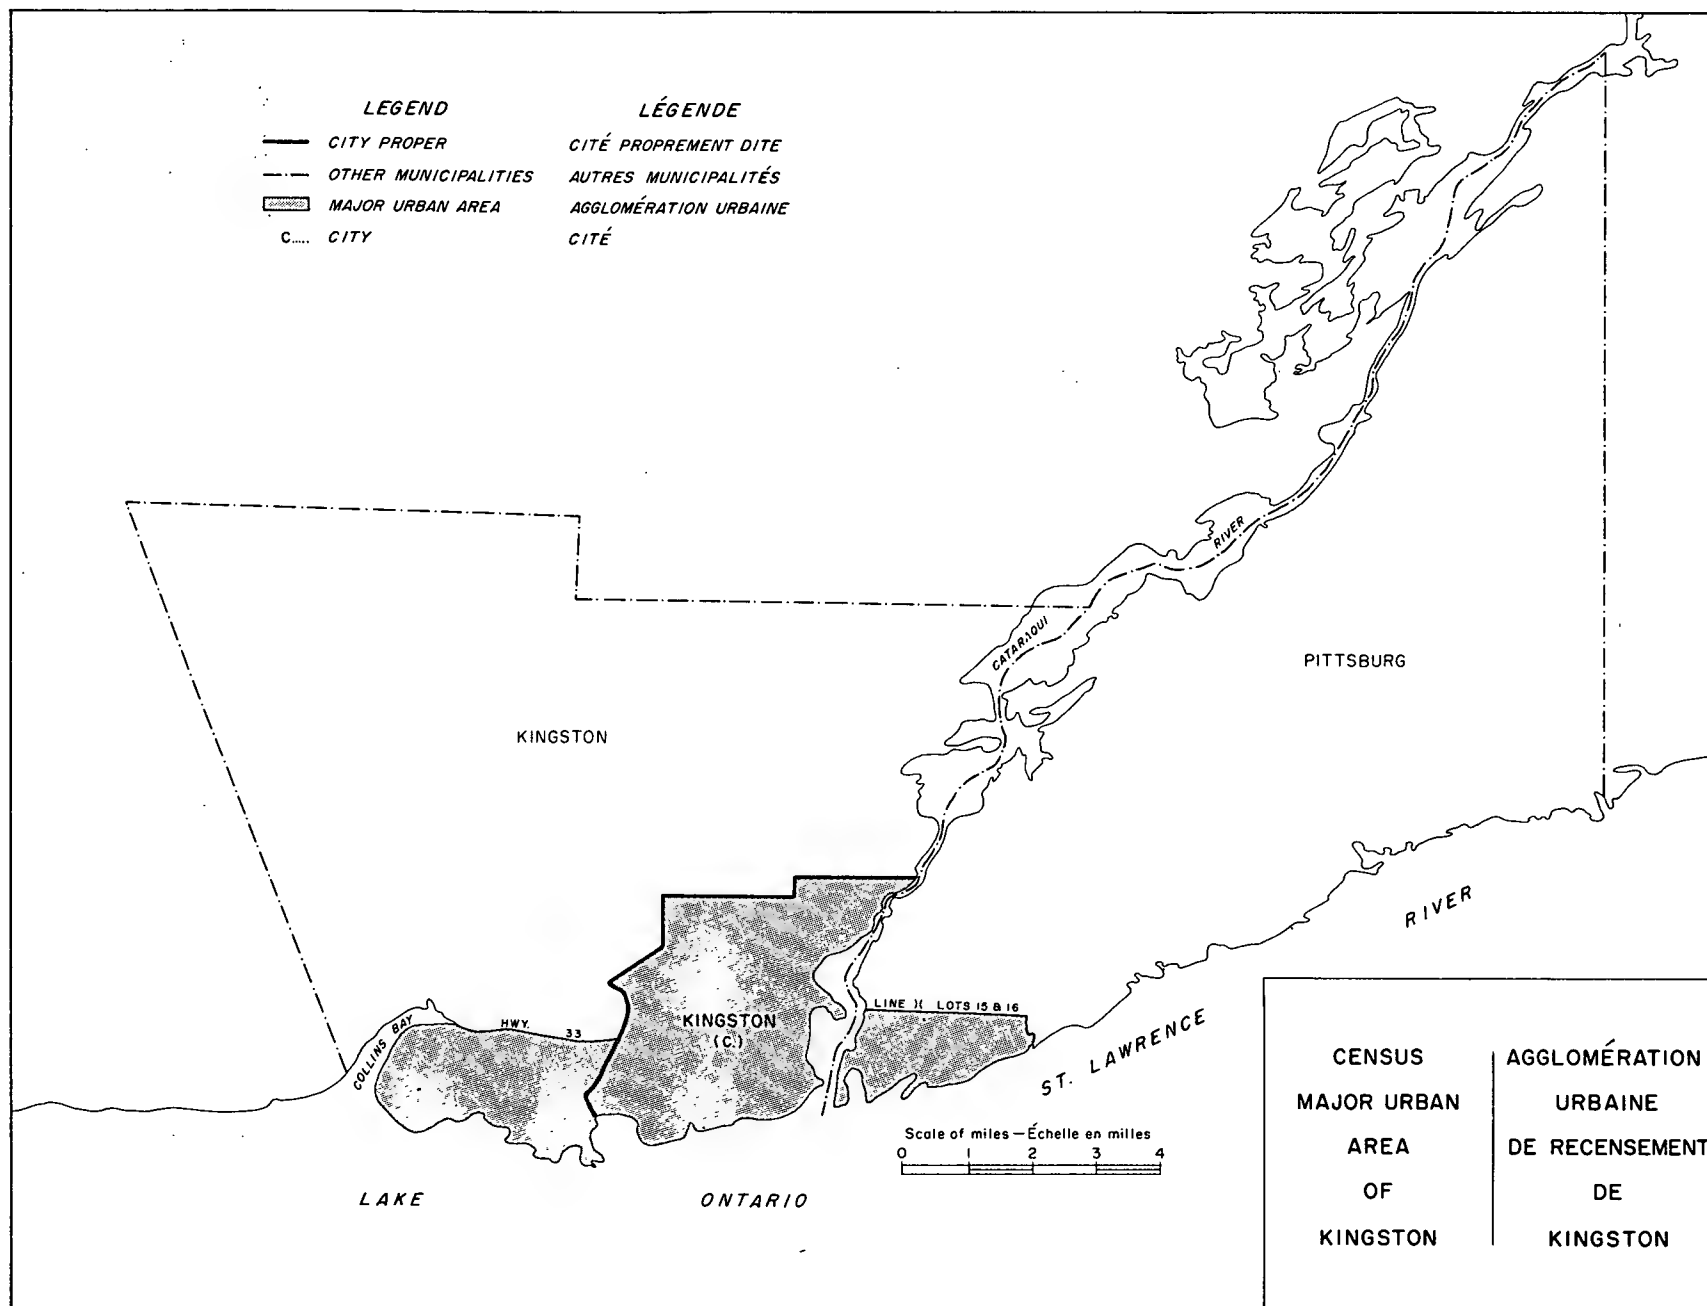 LEGEND LÉGENDE
CITY PROPER CITÉ PROPREMENT DITE
OTHER MUNICIPALITIES AUTRES MUNICIPALITÉS
MAJOR URBAN AREA AGGLOMÉRATION URBAINE
C..... CITY CITÉ
CATARAQUI RIVER
PITTSBURG
KINGSTON
RIVER
ST. LAWRENCE
COLLINS BAY
HWY. 33
KINGSTON
(C.)
LINE )( LOTS 15 & 16
Scale of miles — Échelle en milles
0 1 2 3 4
LAKE ONTARIO
CENSUS
MAJOR URBAN
AREA
OF
KINGSTON
AGGLOMÉRATION
URBAINE
DE RECENSEMENT
DE
KINGSTON